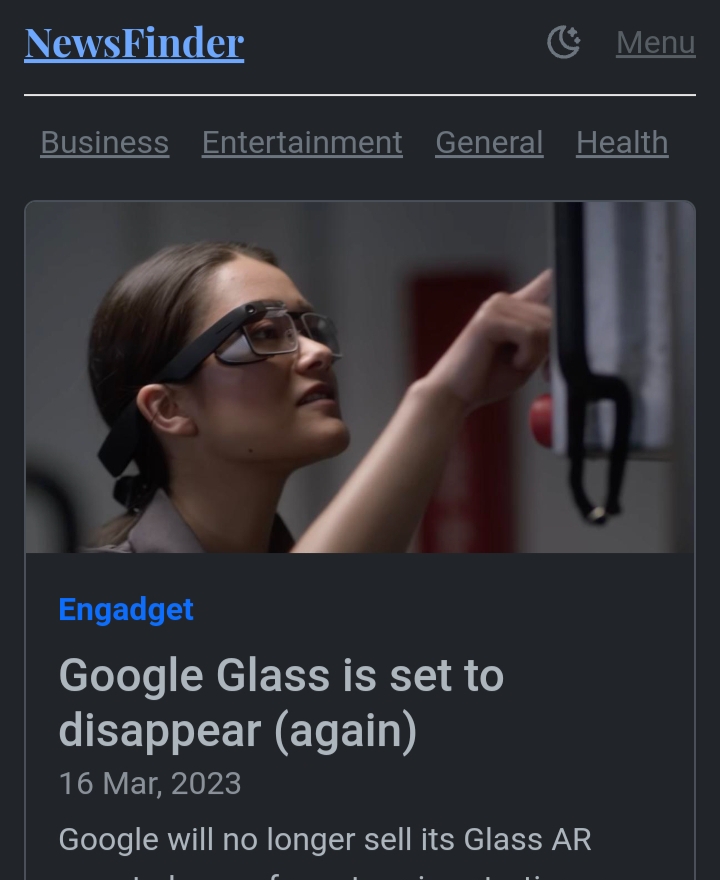 NewsFinder Menu
Business Entertainment General Health
Engadget
Google Glass is set to
disappear (again)
16 Mar, 2023
Google will no longer sell its Glass AR